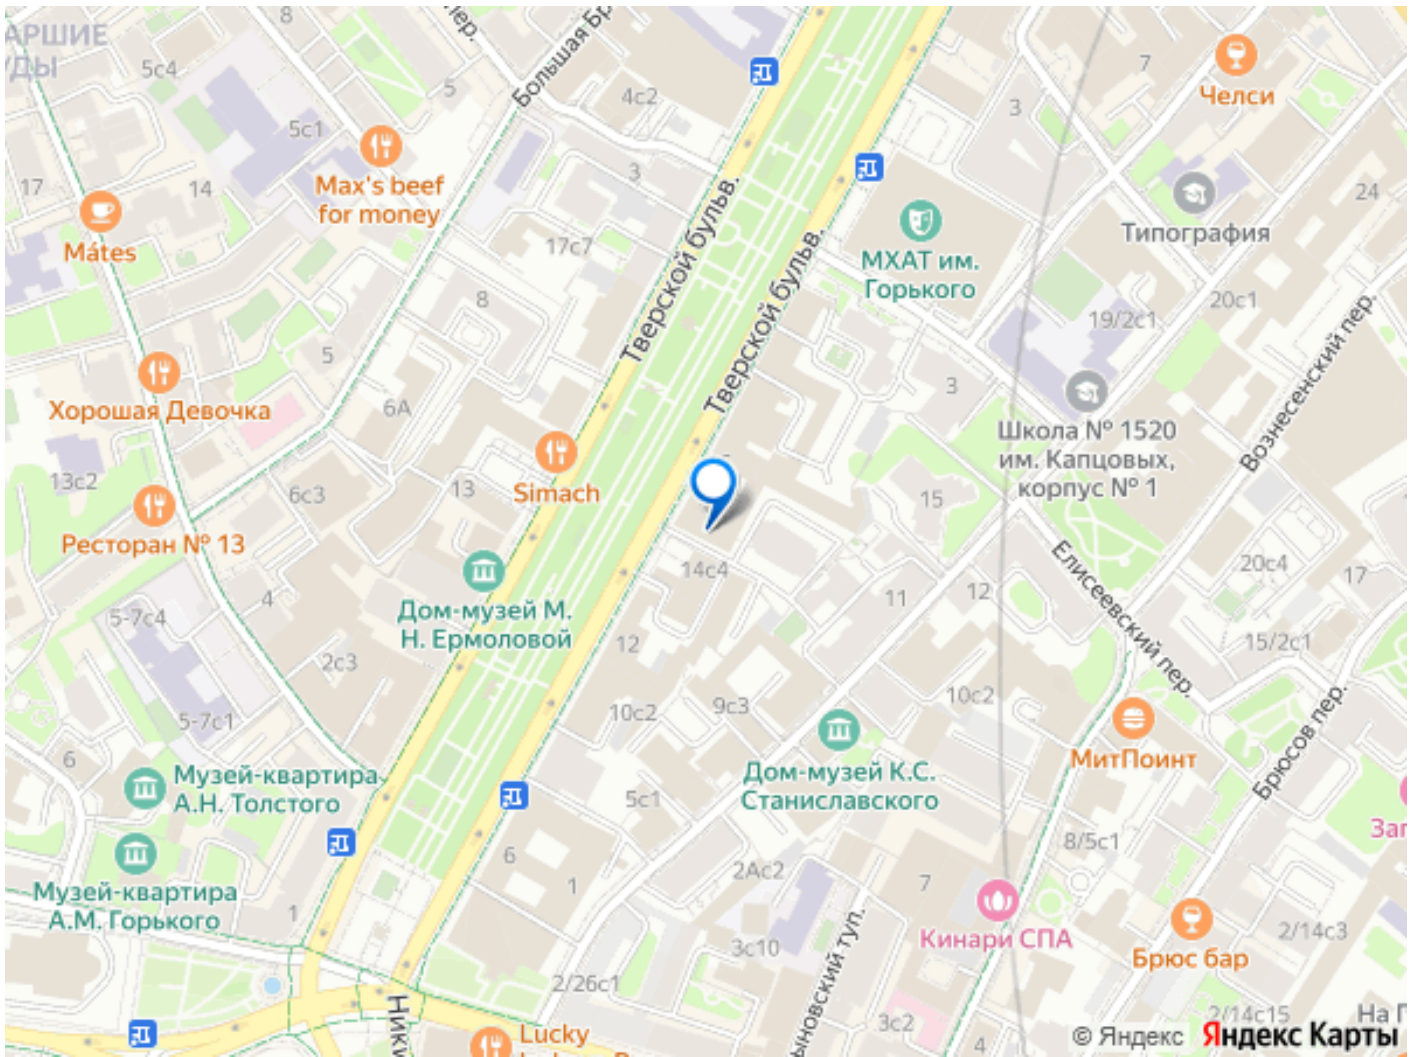 АРШИЕ
УДЫ
8
пер.
Большая Бр
5с4
5
4с2
7
Челси
3
5с1
17
14
Max's beef
for money
3
24
Mátes
17с7
Тверской бульв.
Тверской бульв.
МХАТ им.
Горького
Типография
20с1
19/2с1
Вознесенский пер.
8
5
6А
3
Хорошая Девочка
Школа № 1520
им. Капцовых,
корпус № 1
13с2
6с3
13
Simach
15
Ресторан № 13
14с4
11
12
Елисеевский пер.
20с4
17
4
5-7с4
Дом-музей М.
Н. Ермоловой
12
15/2с1
2с3
5-7с1
10с2
9с3
10с2
Брюсов пер.
6
Музей-квартира
А.Н. Толстого
МитПоинт
Дом-музей К.С.
Станиславского
5с1
Заг
8/5с1
6
1
2Ас2
7
Музей-квартира
А.М. Горького
1
Кинари СПА
3с10
2/14с3
Брюс бар
2/26с1
ыновский туп.
Ники
3с2
2/14с15
На П
4
Lucky
© Яндекс
Яндекс Карты